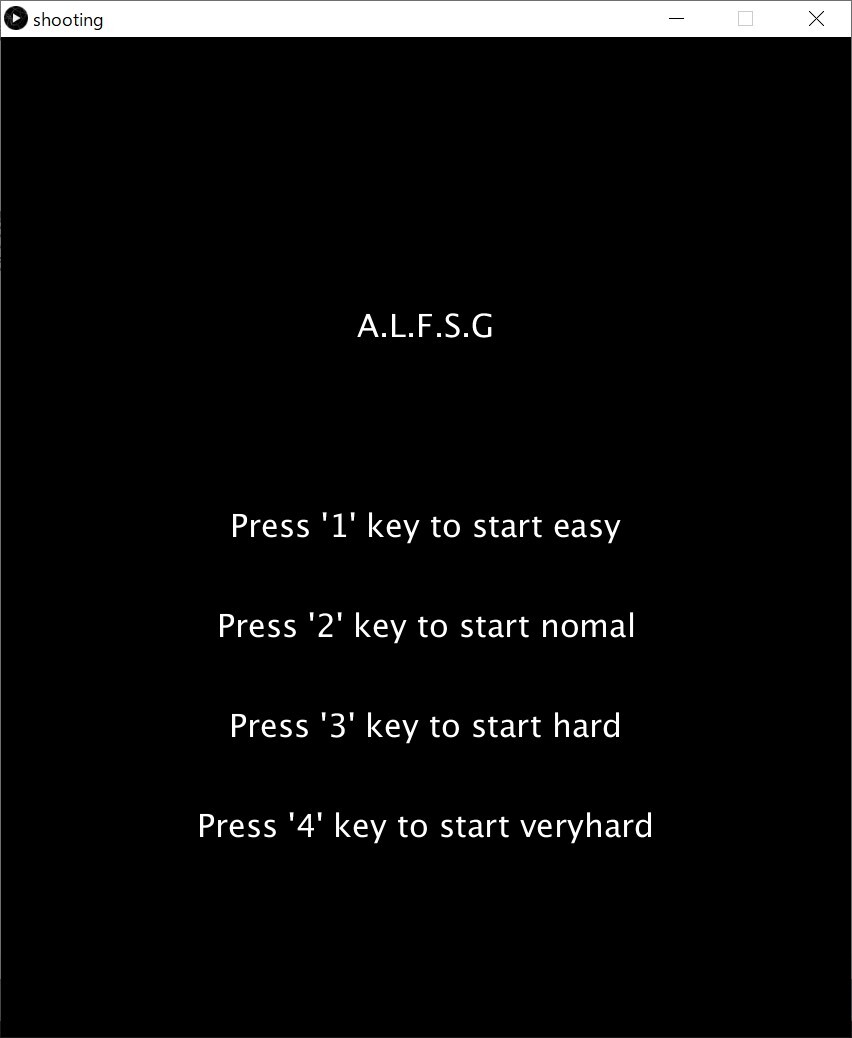 shooting
A.L.F.S.G
Press '1' key to start easy
Press '2' key to start nomal
Press '3' key to start hard
Press '4' key to start veryhard